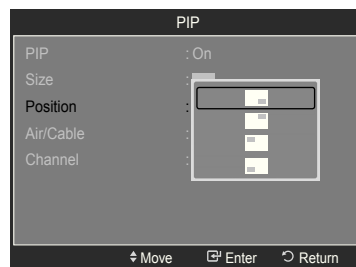 PIP
PIP : On
Size :
Position :
Air/Cable :
Channel :
Move Enter Return